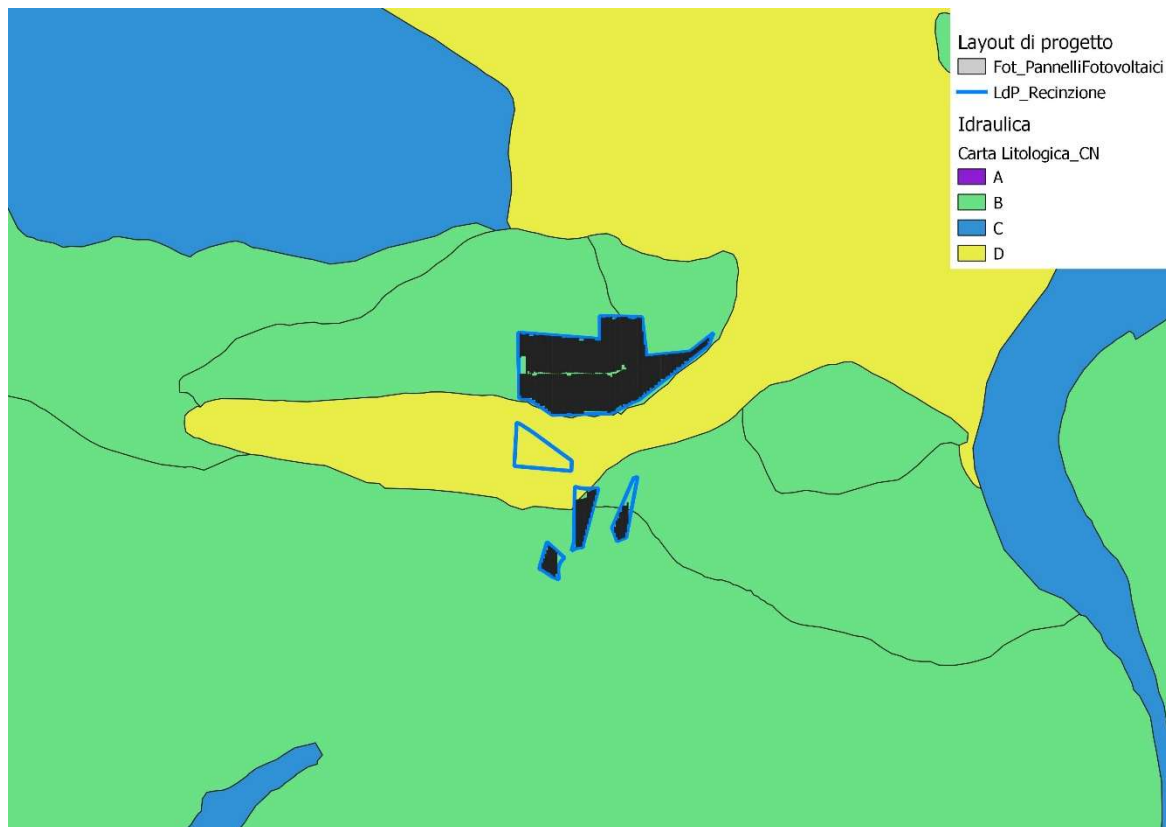 Layout di progetto
Fot_PannelliFotovoltaici
LdP_Recinzione
Idraulica
Carta Litologica_CN
A
B
C
D